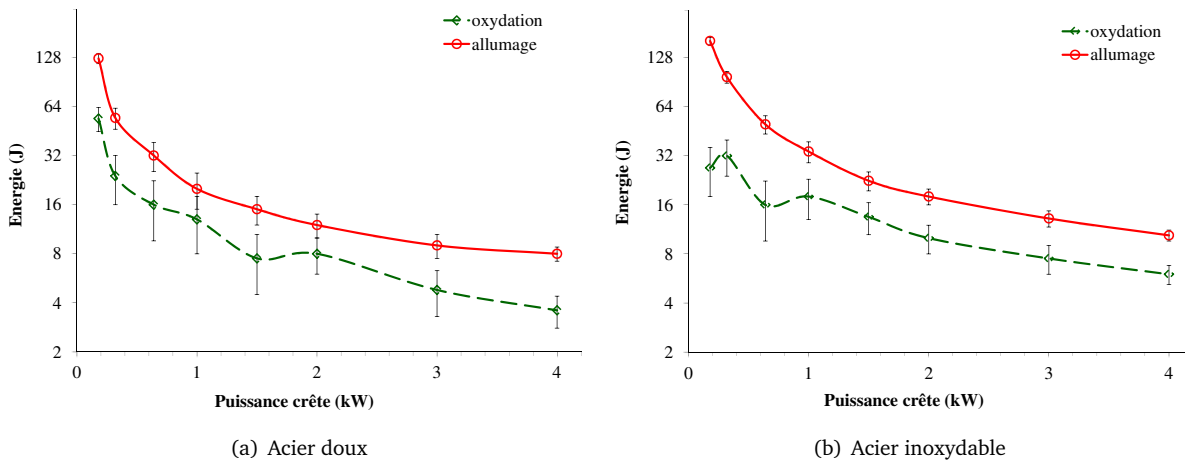 oxydation
allumage
128
64
32
16
8
4
2
0 1 2 3 4
Energie (J)
Puissance crête (kW)
(a) Acier doux
oxydation
allumage
128
64
32
16
8
4
2
0 1 2 3 4
Energie (J)
Puissance crête (kW)
(b) Acier inoxydable